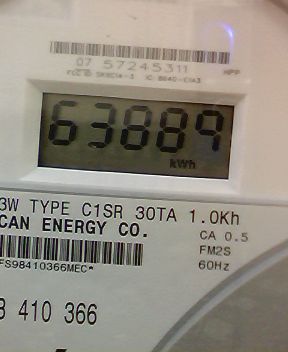 07 57245311
HPP
63889
kWh
3W TYPE C1SR 30TA 1.0Kh
CAN ENERGY CO.
CA 0.5
FM2S
60Hz
FS98410366MEC*
410 366